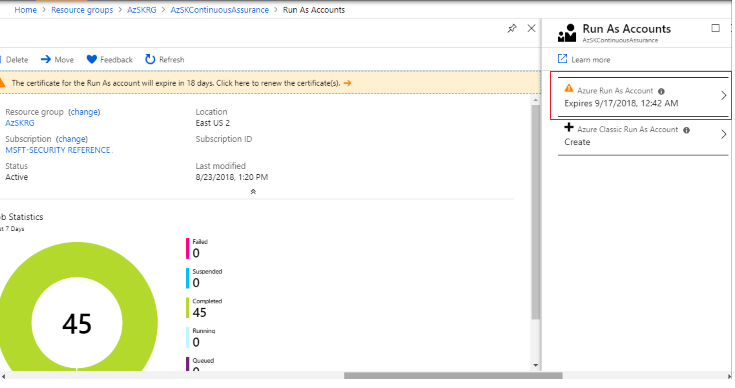 Home > Resource groups > AzSKRG > AzSKContinuousAssurance > Run As Accounts
Delete Move Feedback Refresh
The certificate for the Run As account will expire in 18 days. Click here to renew the certificate(s). →
Resource group (change)
AzSKRG
Location
East US 2
Subscription (change)
MSFT-SECURITY REFERENCE
Subscription ID
Status
Active
Last modified
8/23/2018, 1:20 PM
b Statistics
st 7 Days
45
Failed
0
Suspended
0
Completed
45
Running
0
Queued
0
Run As Accounts
AzSKContinuousAssurance
Learn more
Azure Run As Account
Expires 9/17/2018, 12:42 AM
Azure Classic Run As Account
Create